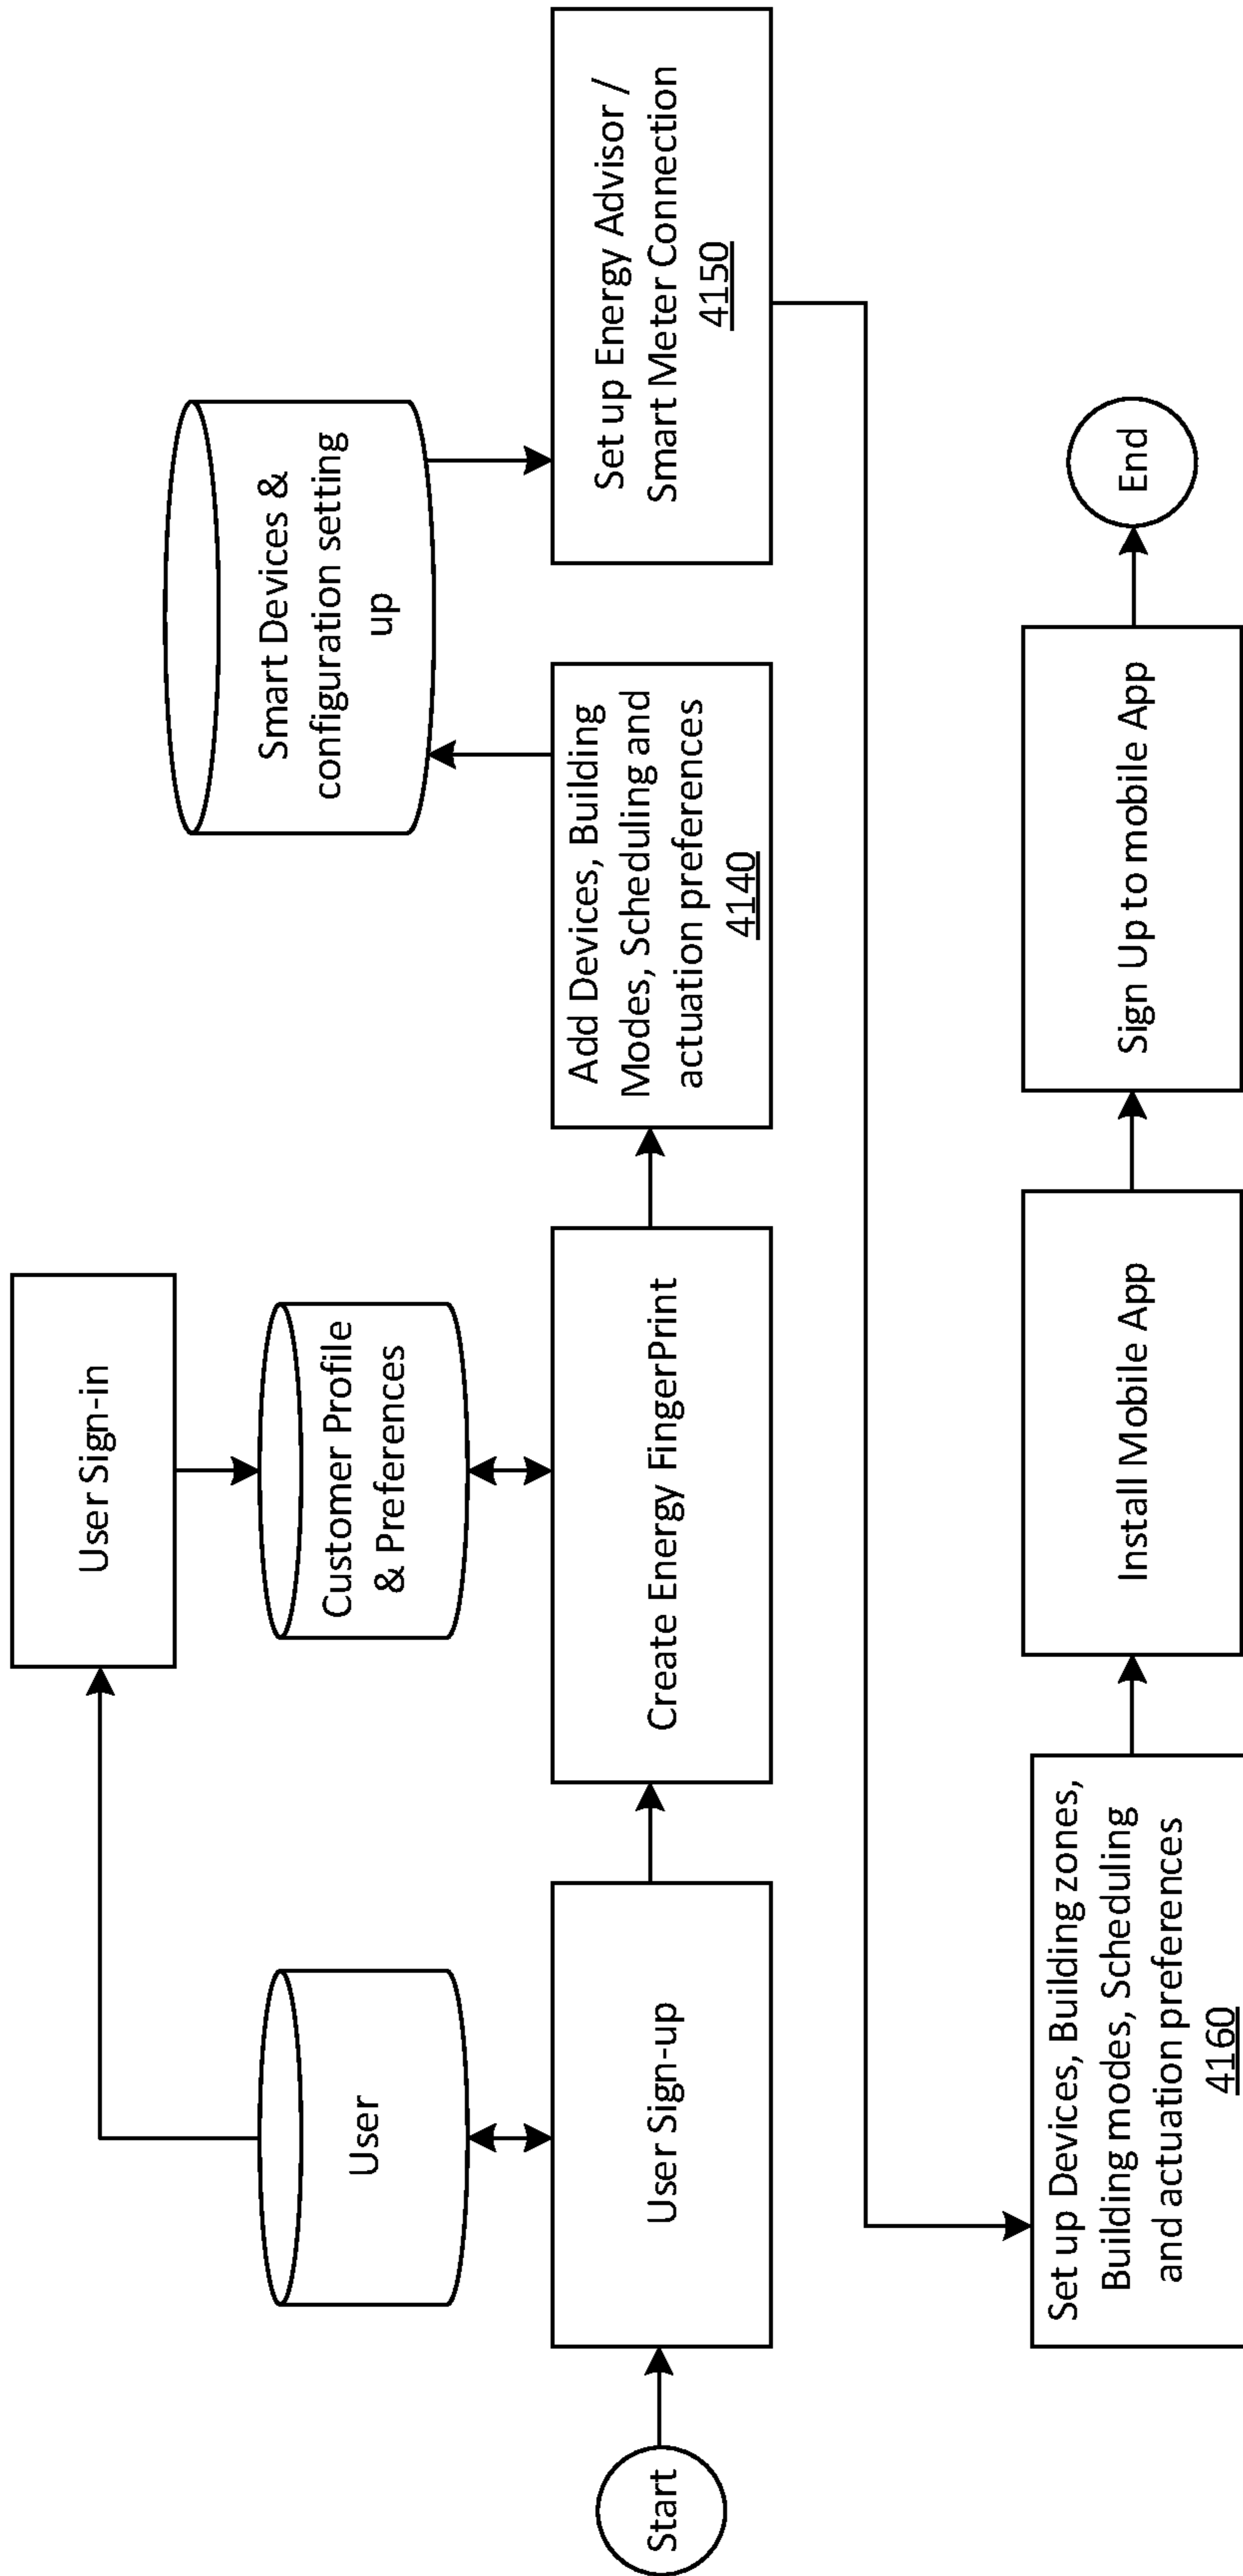 Start
User Sign-up
User
User Sign-in
Customer Profile
& Preferences
Create Energy FingerPrint
Add Devices, Building
Modes, Scheduling and
actuation preferences
4140
Smart Devices &
configuration setting
up
Set up Energy Advisor /
Smart Meter Connection
4150
Set up Devices, Building zones,
Building modes, Scheduling
and actuation preferences
4160
Install Mobile App
Sign Up to mobile App
End